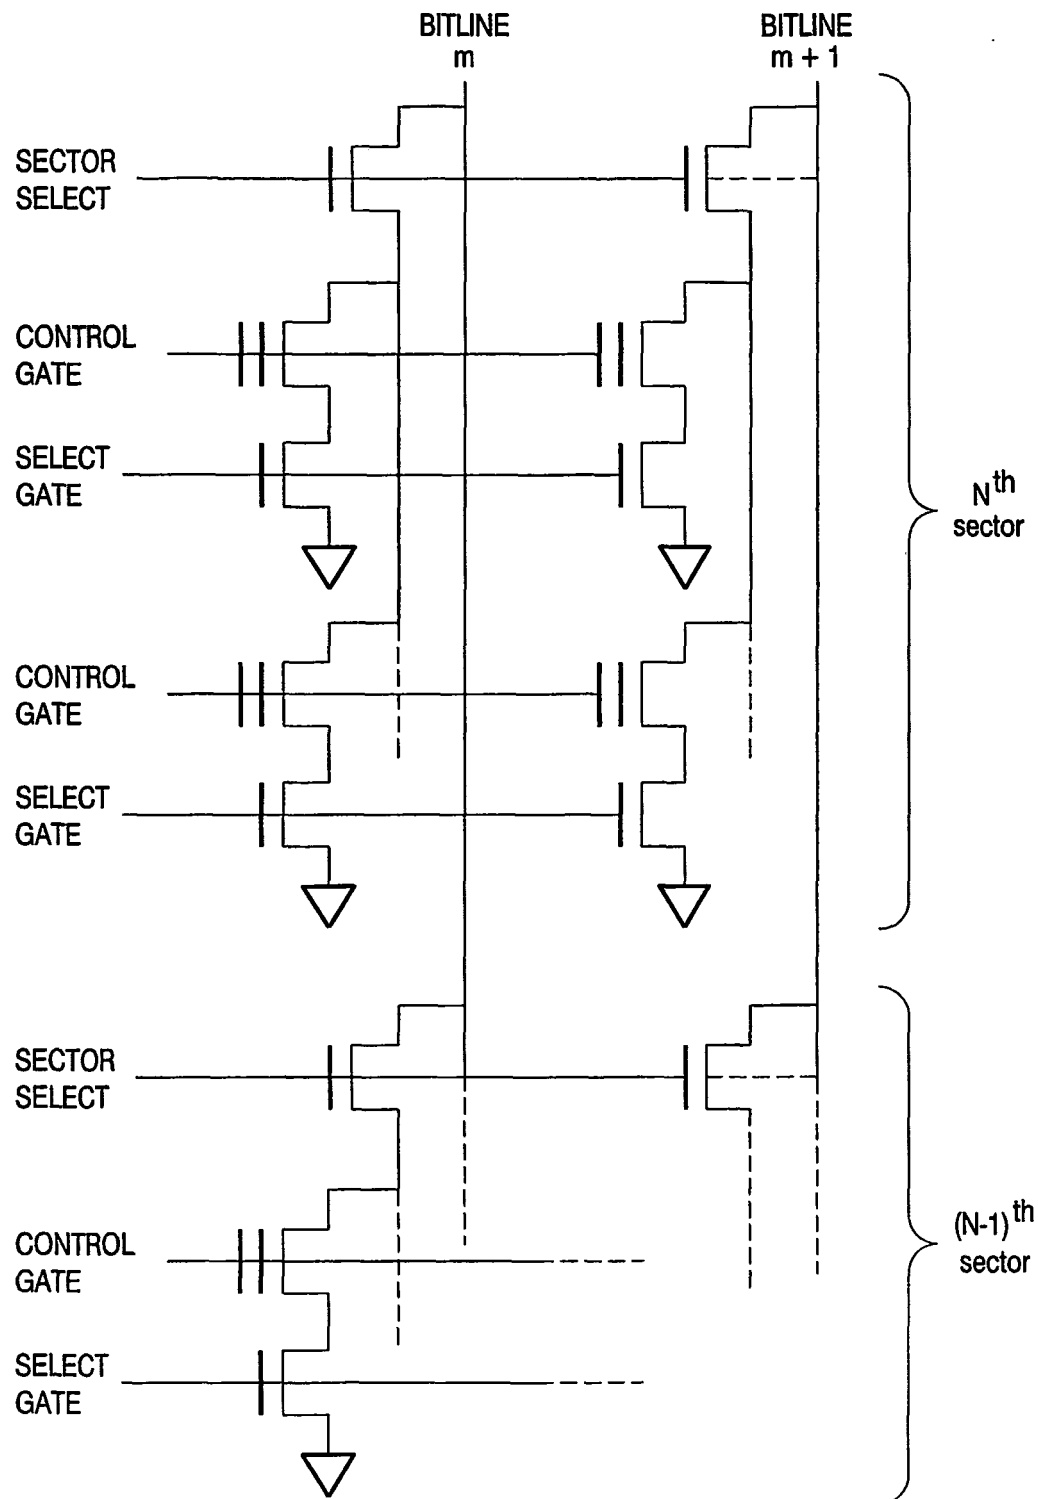 BITLINE
m
BITLINE
m + 1
SECTOR
SELECT
CONTROL
GATE
SELECT
GATE
Nth
sector
CONTROL
GATE
SELECT
GATE
SECTOR
SELECT
CONTROL
GATE
(N-1)th
sector
SELECT
GATE